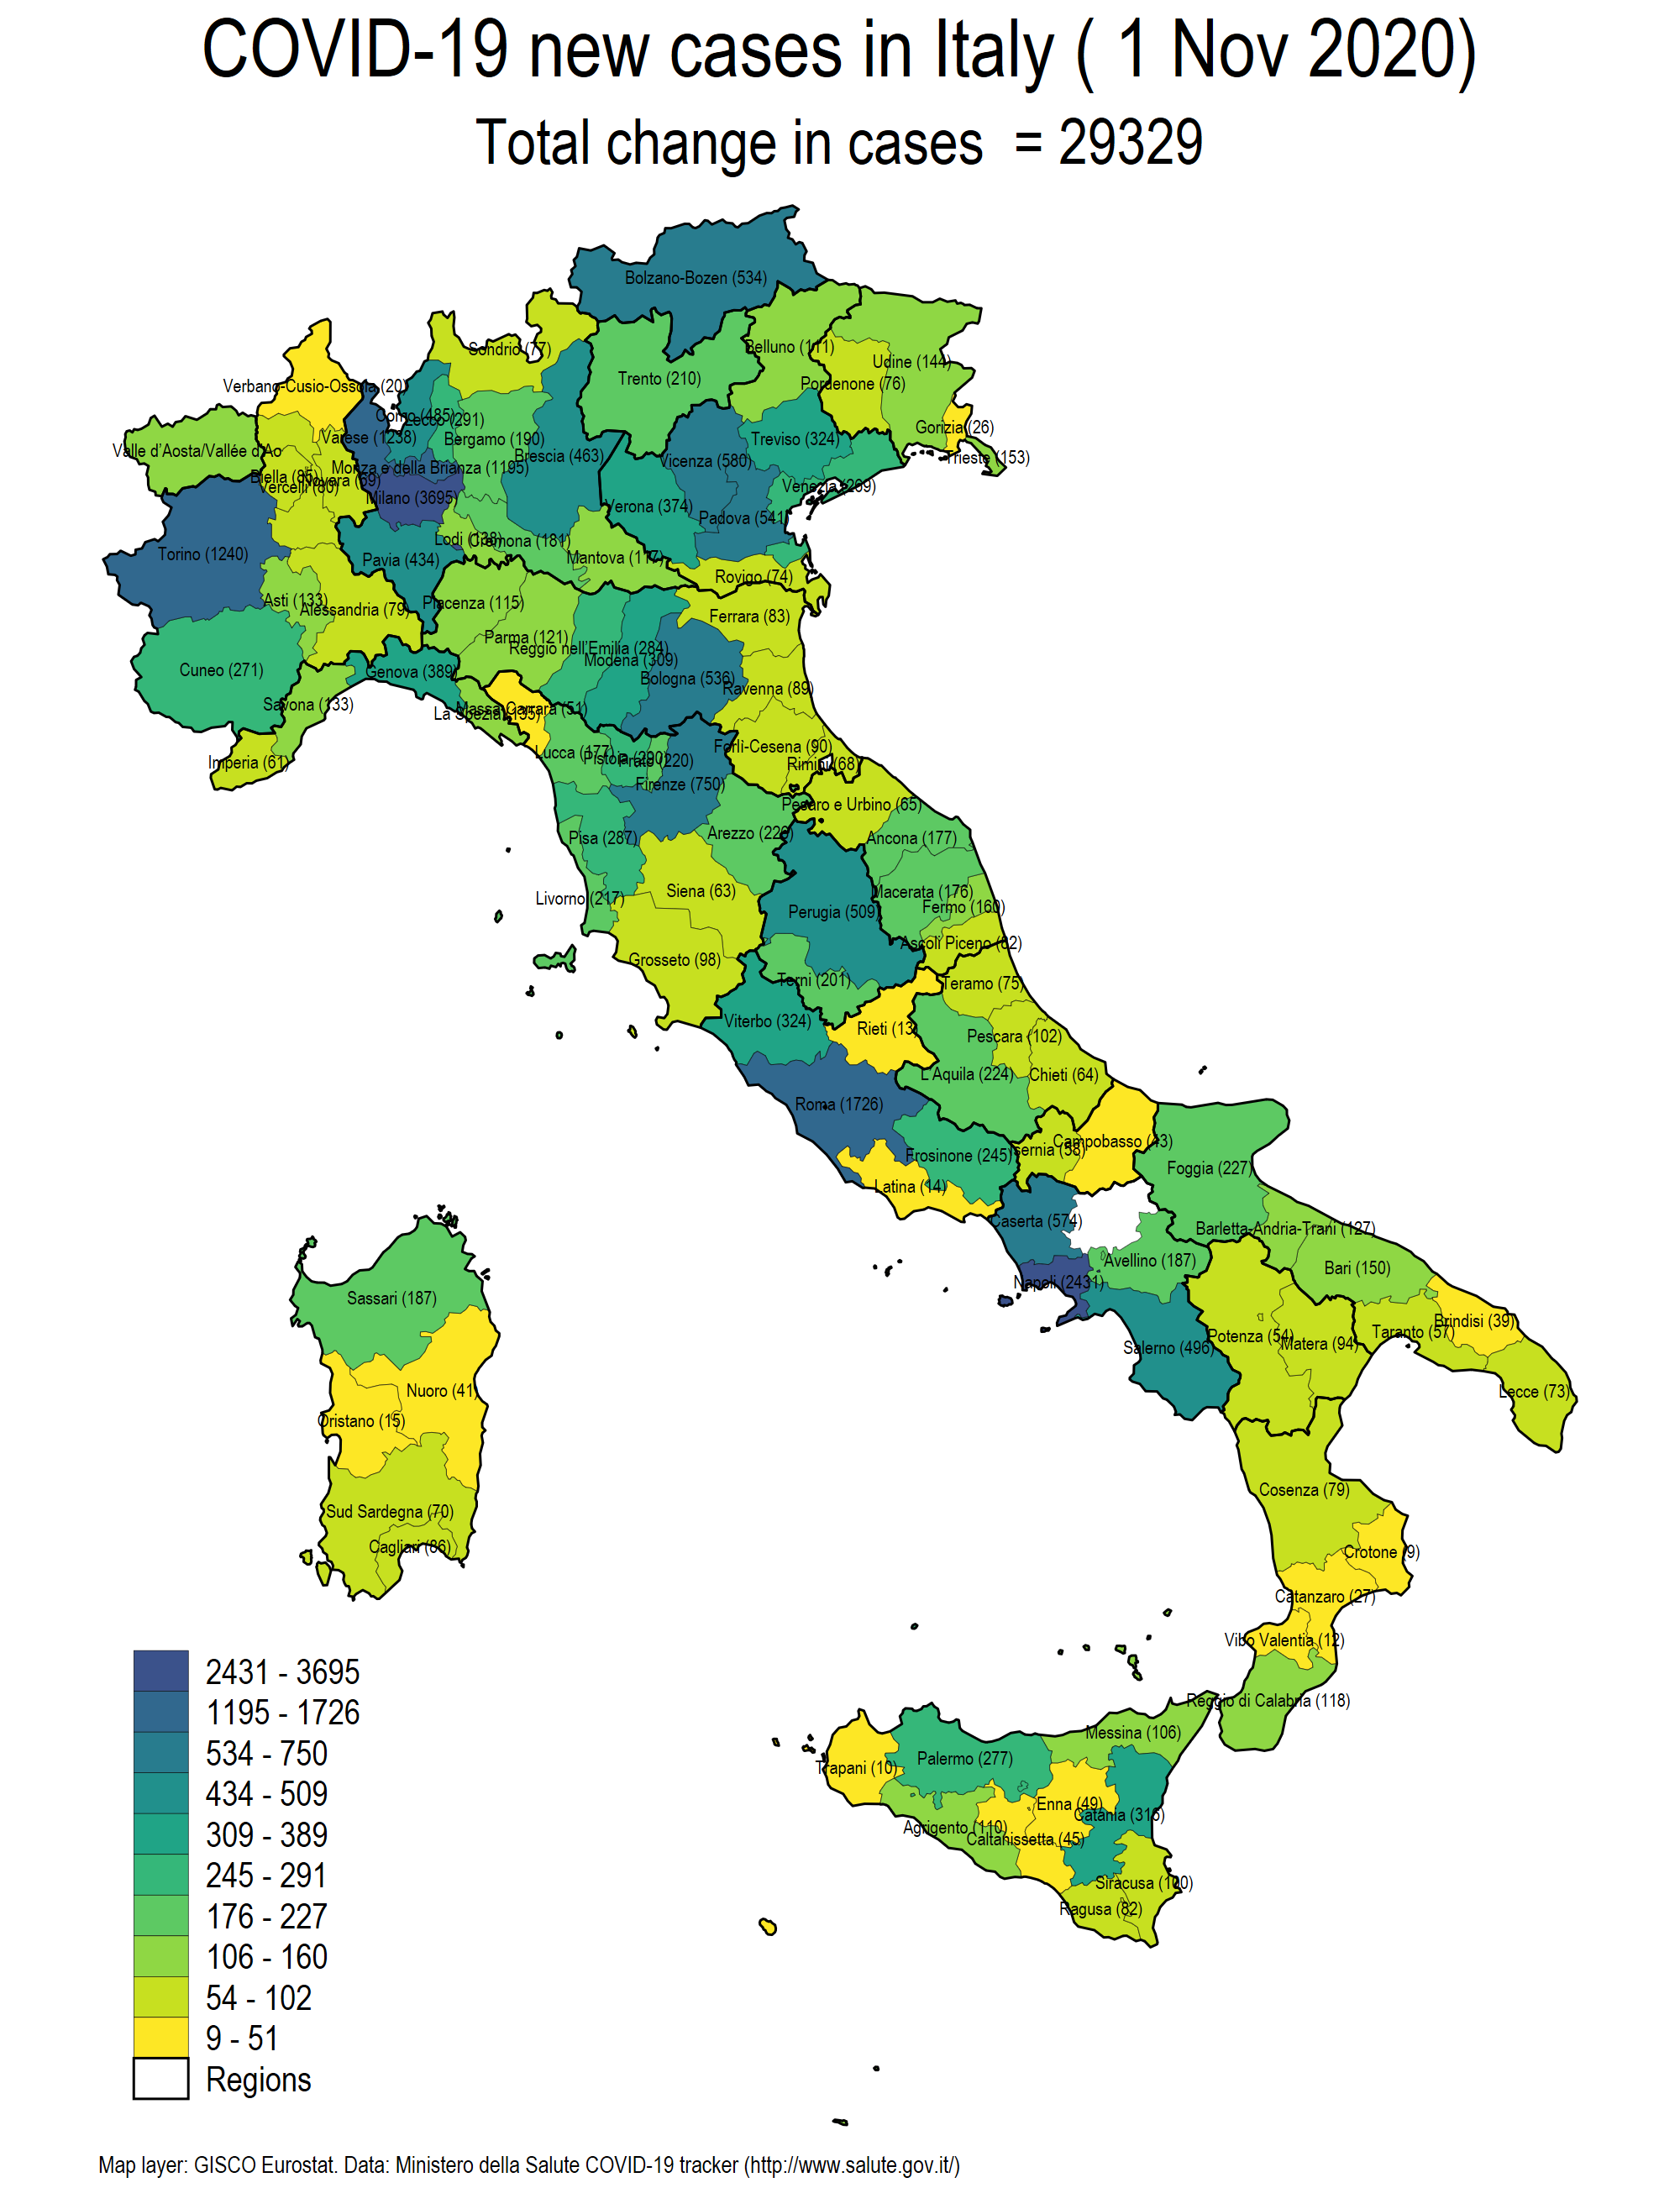 COVID-19 new cases in Italy ( 1 Nov 2020)
Total change in cases = 29329
Bolzano-Bozen (534)
Sondrio (77)
Belluno (111)
Udine (144)
Trento (210)
Pordenone (76)
Verbano-Cusio-Ossola (20)
Como (485)
Lecco (291)
Gorizia (26)
Varese (1238)
Bergamo (190)
Treviso (324)
Valle d'Aosta/Vallée d'Ao
Brescia (463)
Vicenza (580)
Trieste (153)
Monza e della Brianza (1195)
Biella (85)
Novara (69)
Vercelli (80)
Venezia (269)
Milano (3695)
Verona (374)
Padova (541)
Lodi (138)
Cremona (181)
Torino (1240)
Pavia (434)
Mantova (117)
Rovigo (74)
Asti (133)
Alessandria (79)
Piacenza (115)
Ferrara (83)
Parma (121)
Reggio nell'Emilia (284)
Modena (309)
Cuneo (271)
Genova (389)
Bologna (536)
Ravenna (89)
Savona (133)
Massa-Carrara (51)
La Spezia (135)
Forlì-Cesena (90)
Lucca (177)
Pistoia
Prato (220)
Imperia (61)
Rimini (68)
Firenze (750)
Pesaro e Urbino (65)
Arezzo
Pisa (287)
Ancona (177)
Siena (63)
Macerata (176)
Livorno (217)
Fermo (160)
Perugia (509)
Ascoli Piceno
Grosseto (98)
Terni (201)
Teramo (75)
Viterbo (324)
Rieti (13)
Pescara (102)
L'Aquila (224)
Chieti (64)
Roma (1726)
Campobasso (43)
Isernia (58)
Frosinone (245)
Foggia (227)
Latina (14)
Caserta (574)
Barletta-Andria-Trani (127)
Avellino (187)
Bari (150)
Napoli (2431)
Sassari (187)
Brindisi (39)
Taranto (57)
Potenza (54)
Matera (94)
Salerno (496)
Nuoro (41)
Lecce (73)
Oristano (15)
Cosenza (79)
Sud Sardegna (70)
Cagliari (86)
Crotone (9)
Catanzaro (27)
Vibo Valentia (12)
Reggio di Calabria (118)
Messina (106)
Palermo (277)
Trapani (10)
Enna (49)
Catania
Agrigento (110)
Caltanissetta (45)
Siracusa (100)
Ragusa (82)
2431 - 3695
1195 - 1726
534 - 750
434 - 509
309 - 389
245 - 291
176 - 227
106 - 160
54 - 102
9 - 51
Regions
Map layer: GISCO Eurostat. Data: Ministero della Salute COVID-19 tracker (http://www.salute.gov.it/)